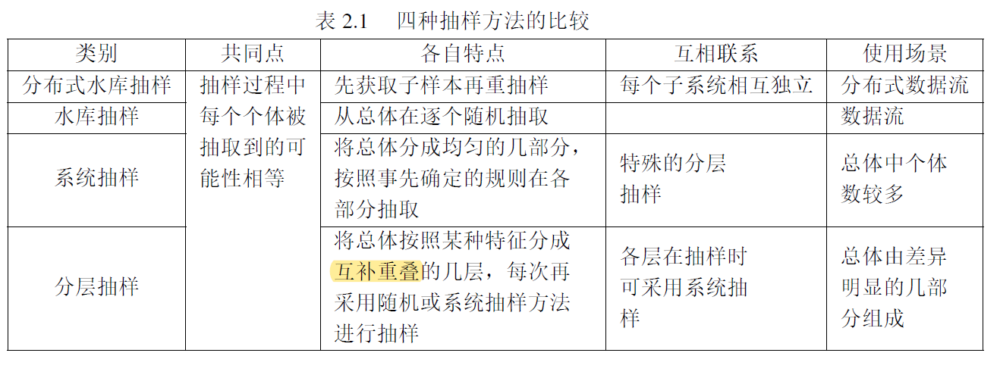 表 2.1 四种抽样方法的比较
类别 共同点 各自特点 互相联系 使用场景
分布式水库抽样 抽样过程中 先获取子样本再重抽样 每个子系统相互独立 分布式数据流
水库抽样 每个个体被 从总体在逐个随机抽取 数据流
抽取到的可 将总体分成均匀的几部分， 特殊的分层 总体中个体
系统抽样 能性相等 按照事先确定的规则在各 抽样 数较多
部分抽取
将总体按照某种特征分成
分层抽样 互补重叠的几层，每次再 各层在抽样时 总体由差异
采用随机或系统抽样方法 可采用系统抽 明显的几部
进行抽样 样 分组成